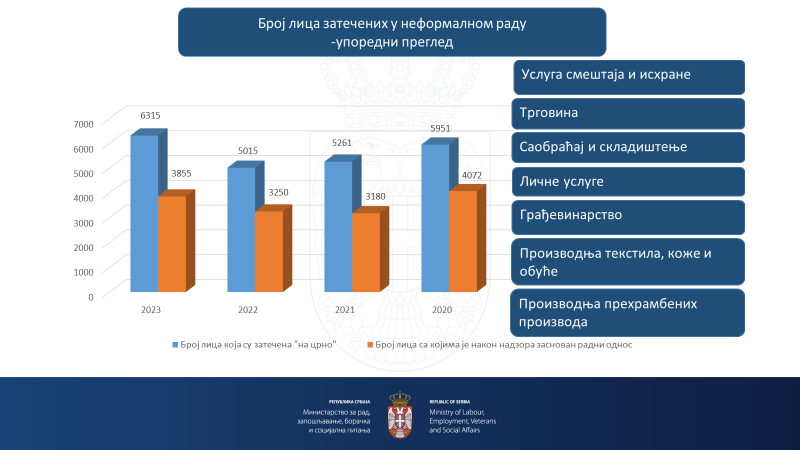 Број лица затечених у неформалном раду
-упоредни преглед
Услуга смештаја и исхране
Трговина
Саобраћај и складиштење
Личне услуге
Грађевинарство
Производња текстила, коже и
обуће
Производња прехрамбених
производа
7000
6000
5000
4000
3000
2000
1000
0
6315
3855
5015
3250
5261
3180
5951
4072
2023
2022
2021
2020
Број лица која су затечена "на црно"
Број лица са којима је након надзора заснован радни однос
РЕПУБЛИКА СРБИЈА
Министарство за рад,
запошљавање, борачка
и социјална питања
REPUBLIC OF SERBIA
Ministry of Labour,
Employment, Veterans
and Social Affairs